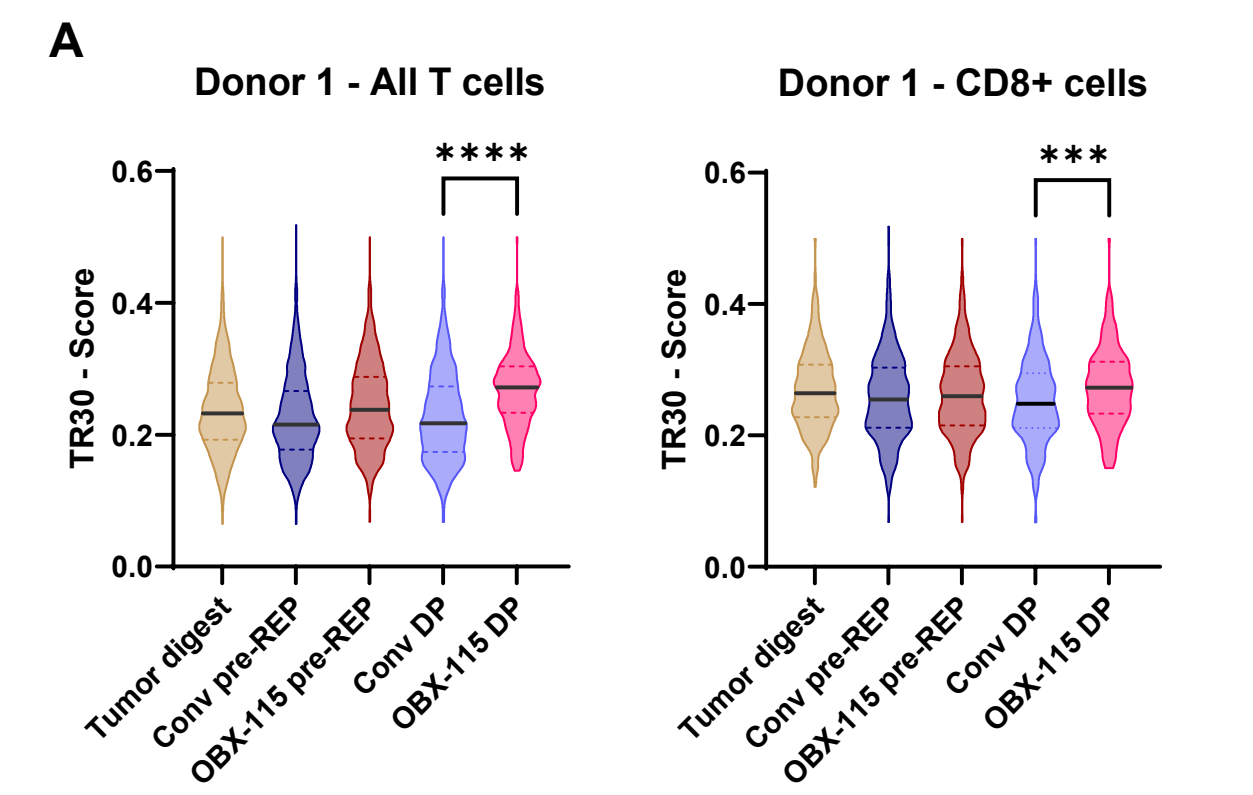 A
Donor 1 - All T cells
****
TR30 - Score
0.6
0.4
0.2
0.0
Tumor digest
Conv pre-REP
OBX-115 pre-REP
Conv DP
OBX-115 DP
Donor 1 - CD8+ cells
***
TR30 - Score
0.6
0.4
0.2
0.0
Tumor digest
Conv pre-REP
OBX-115 pre-REP
Conv DP
OBX-115 DP